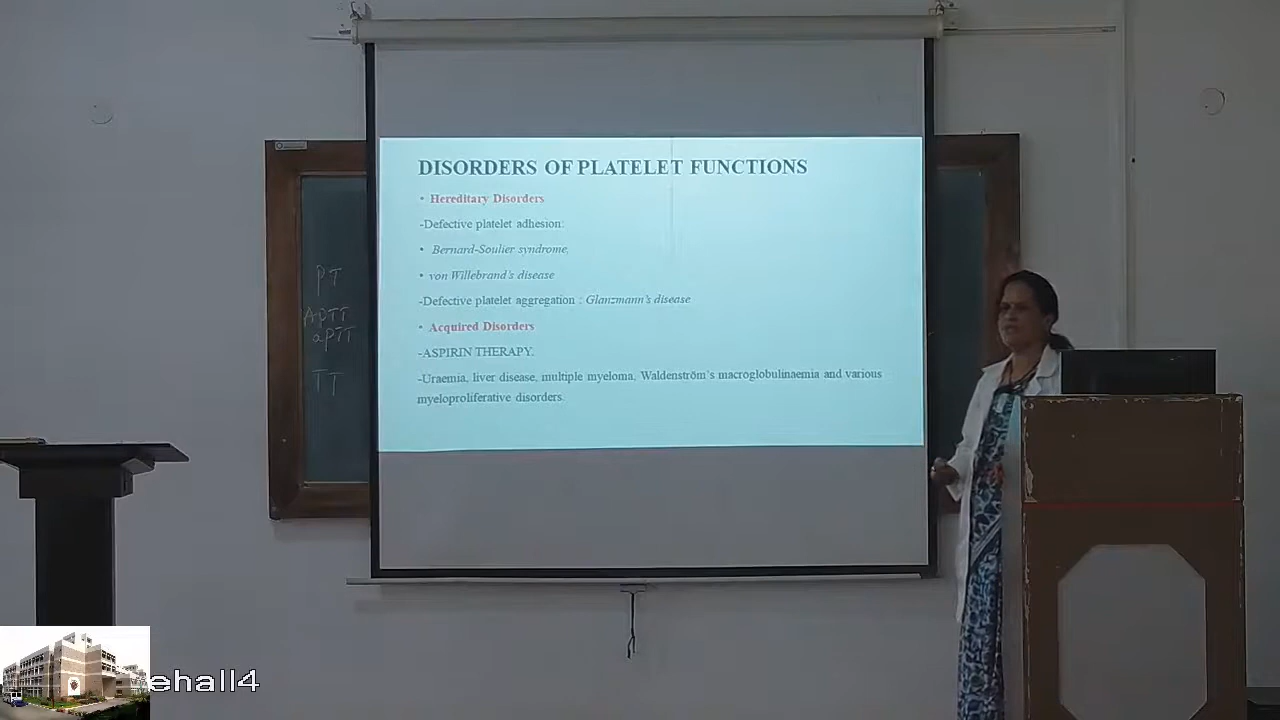 DISORDERS OF PLATELET FUNCTIONS
• Hereditary Disorders
-Defective platelet adhesion:
• Bernard-Soulier syndrome,
• von Willebrand's disease
-Defective platelet aggregation : Glanzmann's disease
• Acquired Disorders
-ASPIRIN THERAPY.
-Uraemia, liver disease, multiple myeloma, Waldenström's macroglobulinaemia and various
myeloproliferative disorders.
PT
APTT
aPTT
TT
ehall4